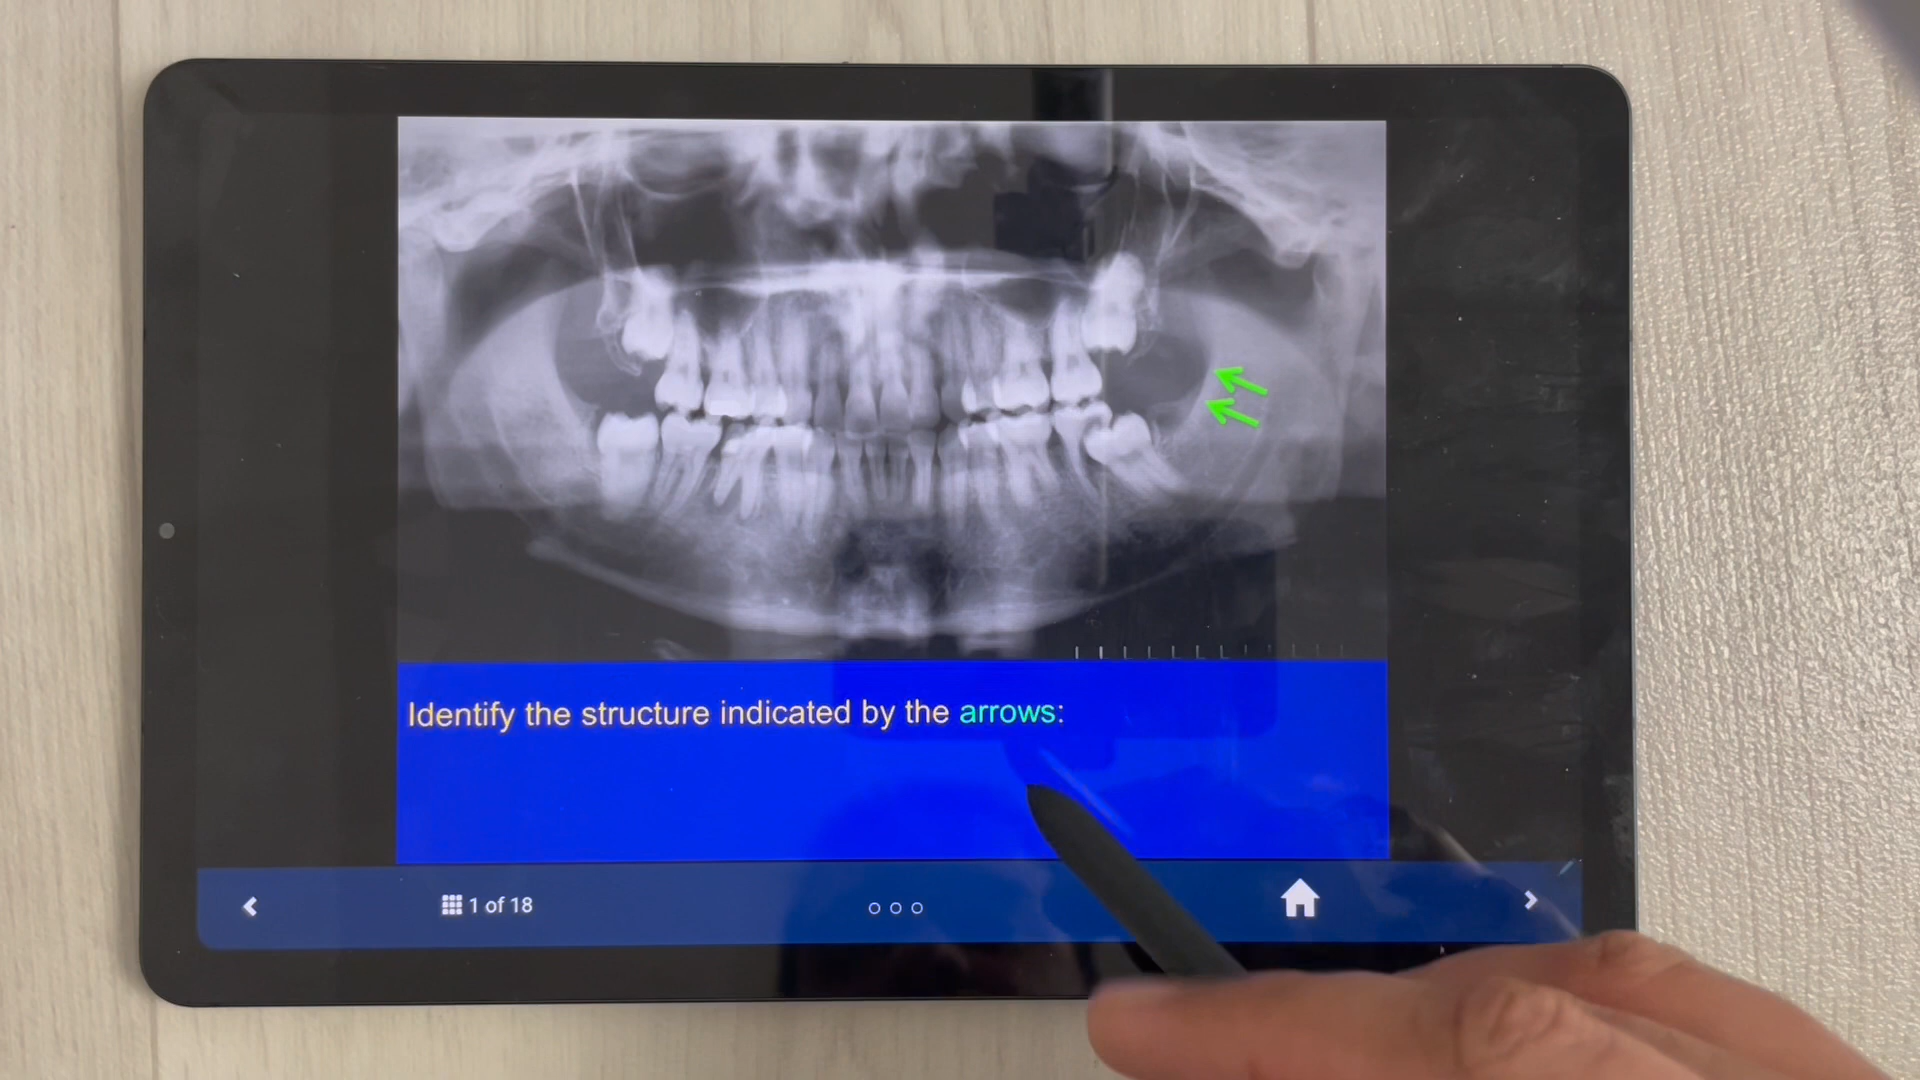 Identify the structure indicated by the arrows:
1 of 18